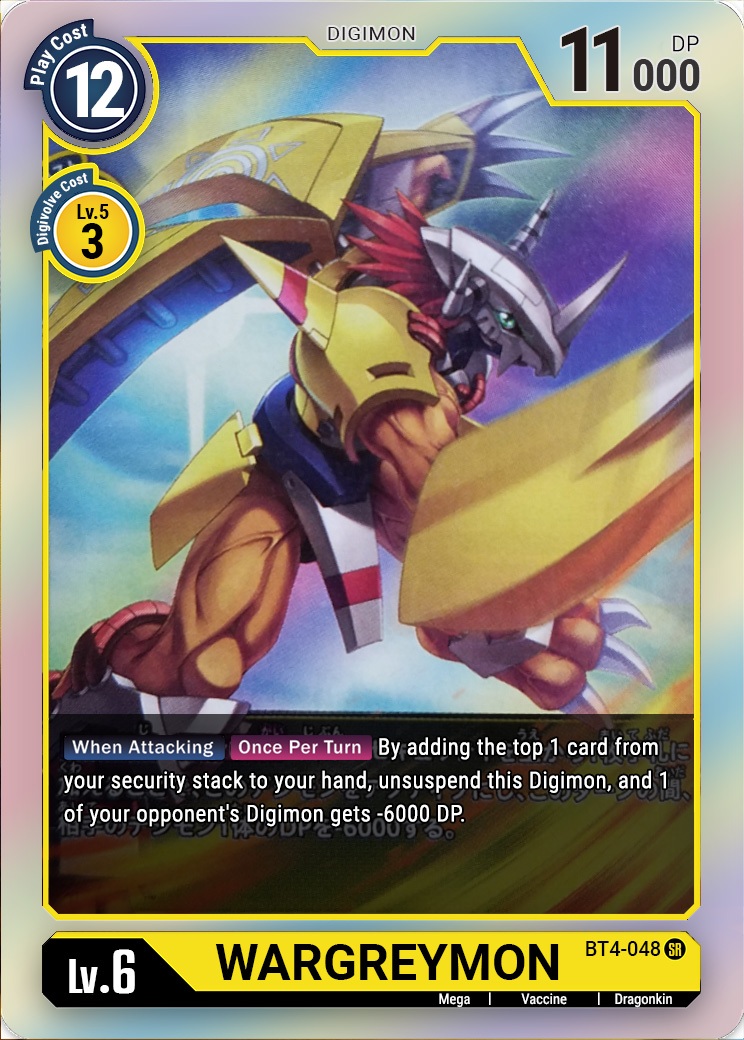 DIGIMON
Play Cost
12
DP
11000
Digivolve Cost
Lv.5
3
When Attacking Once Per Turn By adding the top 1 card from
your security stack to your hand, unsuspend this Digimon, and 1
of your opponent's Digimon gets -6000 DP.
Lv.6
WARGREYMON
BT4-048 SR
Mega | Vaccine | Dragonkin